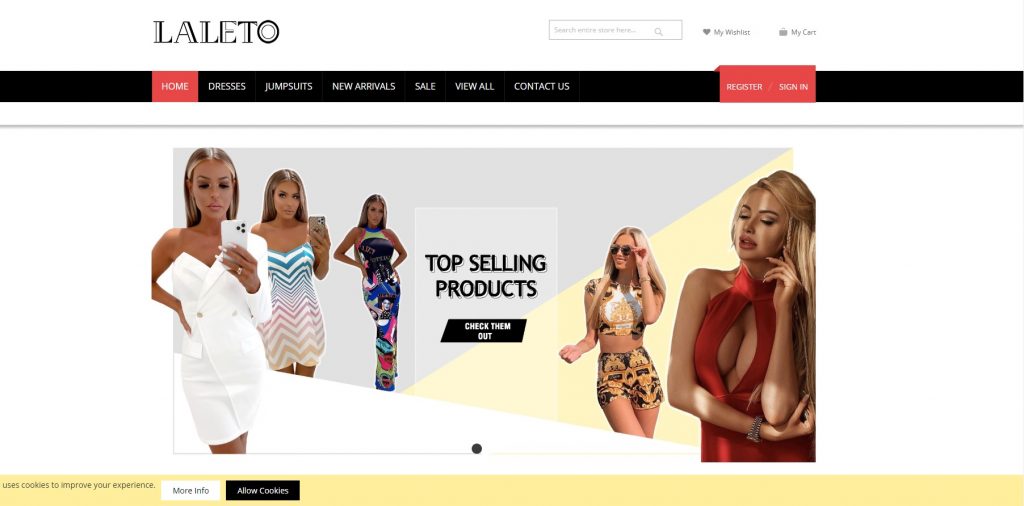 LALETO
Search entire store here...
My Wishlist
My Cart
HOME
DRESSES
JUMPSUITS
NEW ARRIVALS
SALE
VIEW ALL
CONTACT US
REGISTER / SIGN IN
TOP SELLING
PRODUCTS
CHECK THEM
OUT
uses cookies to improve your experience.
More Info
Allow Cookies